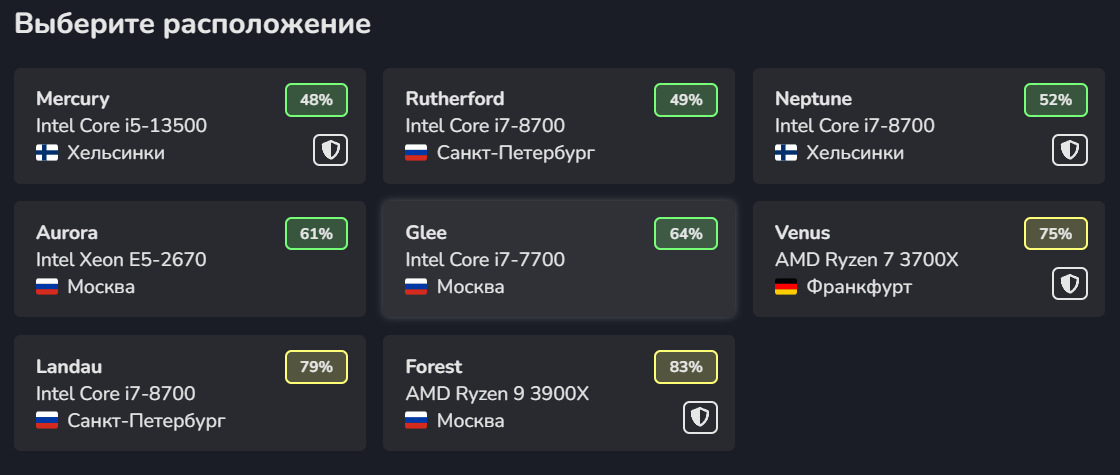 Выберите расположение
Mercury
48%
Intel Core i5-13500
Хельсинки
Rutherford
49%
Intel Core i7-8700
Санкт-Петербург
Neptune
52%
Intel Core i7-8700
Хельсинки
Aurora
61%
Intel Xeon E5-2670
Москва
Glee
64%
Intel Core i7-7700
Москва
Venus
75%
AMD Ryzen 7 3700X
Франкфурт
Landau
79%
Intel Core i7-8700
Санкт-Петербург
Forest
83%
AMD Ryzen 9 3900X
Москва